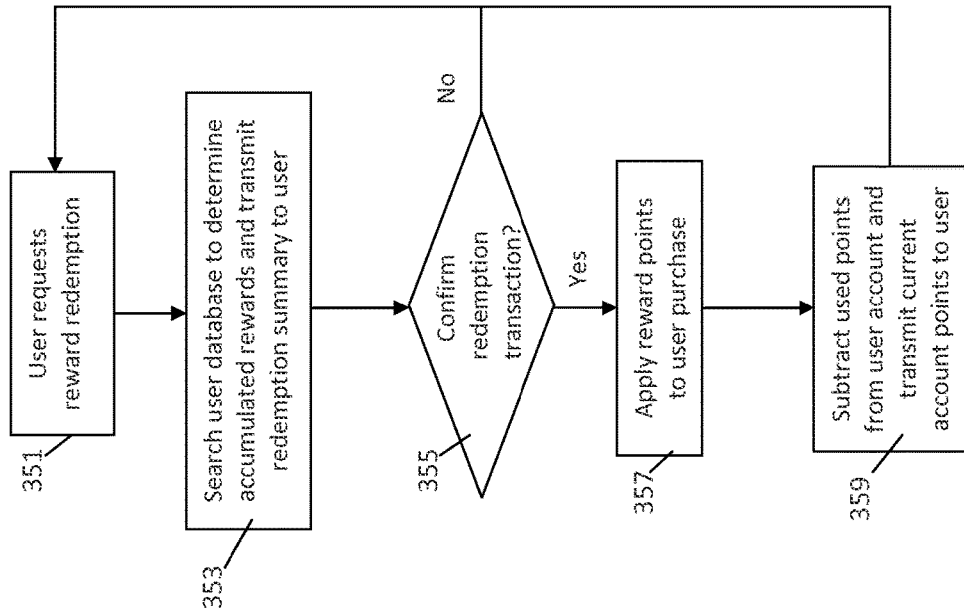 User requests
reward redemption
351
Search user database to determine
accumulated rewards and transmit
redemption summary to user
353
Confirm
redemption
transaction?
355
No
Yes
Apply reward points
to user purchase
357
Subtract used points
from user account and
transmit current
account points to user
359